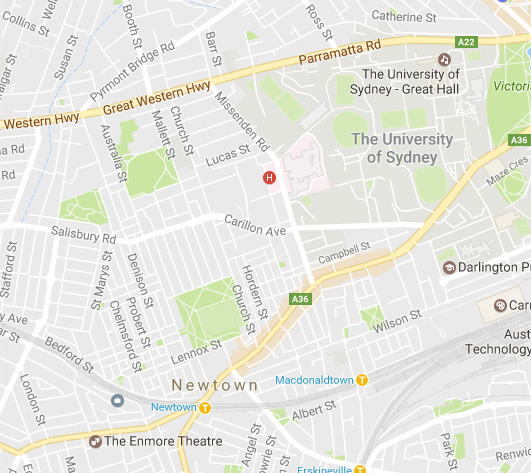 Collins St
Susan St
Booth St
Barr St
Ross St
Catherine St
A22
Pyrmont Bridge Rd
Parramatta Rd
The University of
Sydney - Great Hall
Great Western Hwy
Western Hwy
Missenden Rd
Victoria
Australia St
Mallett St
Church St
Lucas St
The University
of Sydney
A36
H
Rd
Maze Cres
Salisbury Rd
Carillon Ave
Campbell St
Stafford St
St Marys St
Denison St
Probert St
Chelmsford St
Hordern St
Church St
Darlington Po
A36
Wilson St
Carr
Aust
Technology
Bedford St
Lennox St
Newtown
Macdonaldtown
T
London St
Newtown
T
Albert St
The Enmore Theatre
Angel St
Park St
Erskineville
T